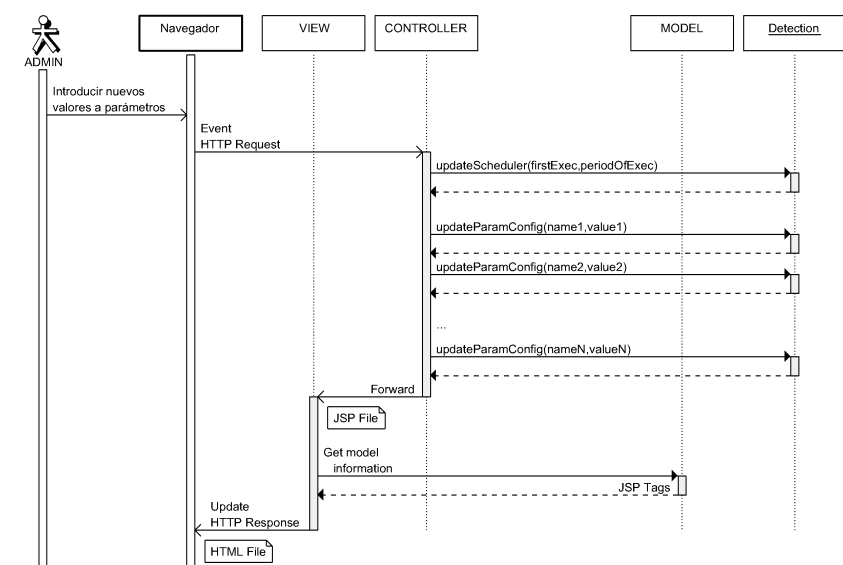 Navegador
VIEW
CONTROLLER
MODEL
Detection
ADMIN
Introducir nuevos
valores a parámetros
Event
HTTP Request
updateScheduler(firstExec,periodOfExec)
updateParamConfig(name1,value1)
updateParamConfig(name2,value2)
...
updateParamConfig(nameN,valueN)
Forward
JSP File
Get model
information
JSP Tags
Update
HTTP Response
HTML File